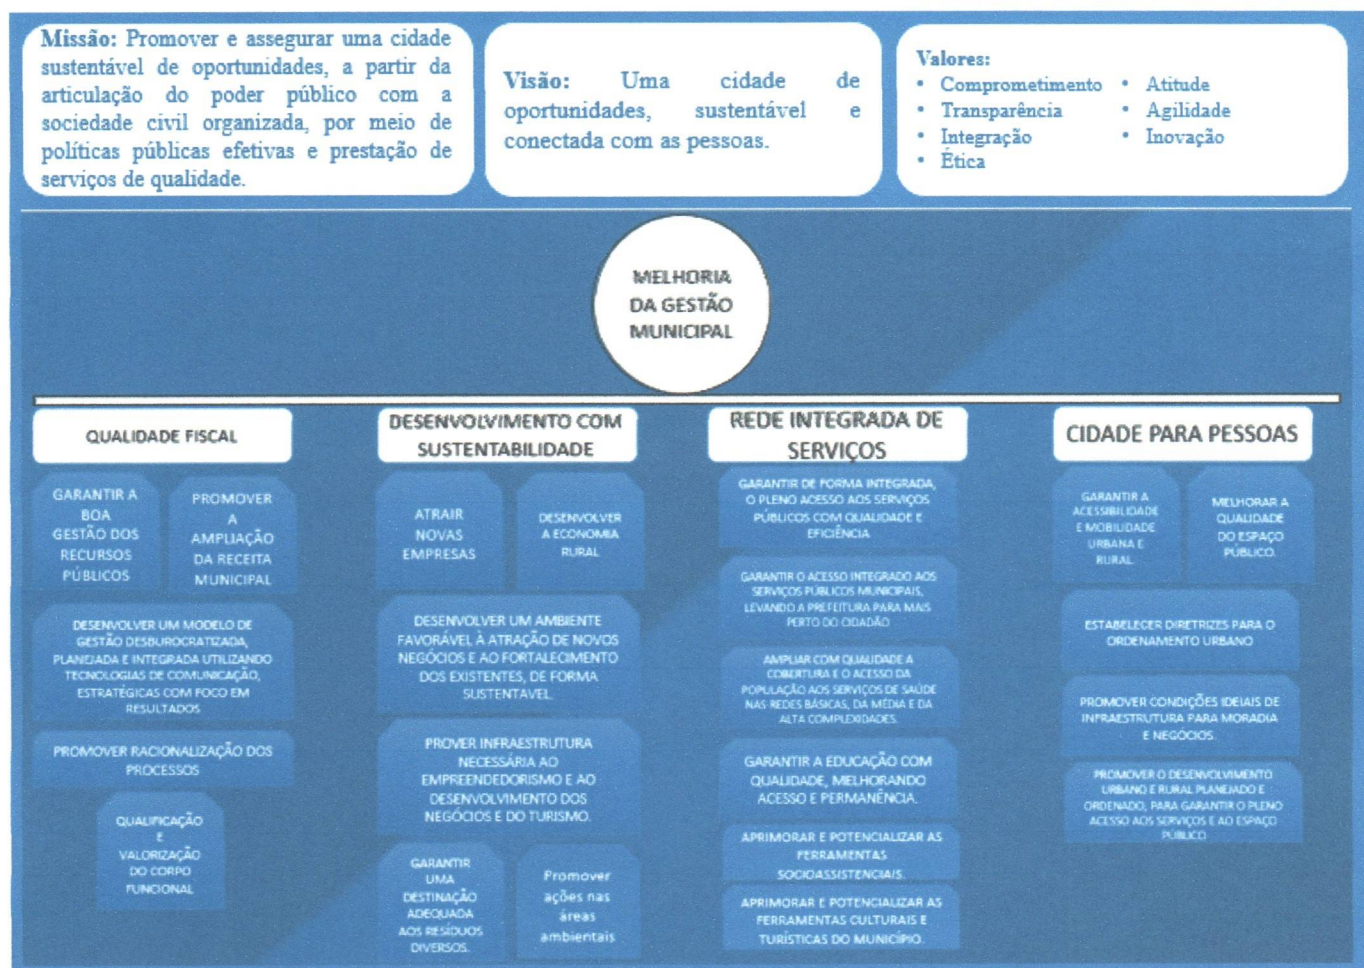 Missão: Promover e assegurar uma cidade
sustentável de oportunidades, a partir da
articulação do poder público com a
sociedade civil organizada, por meio de
políticas públicas efetivas e prestação de
serviços de qualidade.
Visão: Uma cidade de
oportunidades, sustentável e
conectada com as pessoas.
Valores:
• Comprometimento
• Transparência
• Integração
• Ética
• Atitude
• Agilidade
• Inovação
MELHORIA
DA GESTÃO
MUNICIPAL
QUALIDADE FISCAL
GARANTIR A
BOA
GESTÃO DOS
RECURSOS
PÚBLICOS
PROMOVER
A
AMPLIAÇÃO
DA RECEITA
MUNICIPAL
DESENVOLVER UM MODELO DE
GESTÃO DESBUROCRATIZADA,
PLANEJADA E INTEGRADA UTILIZANDO
TECNOLOGIAS DE COMUNICAÇÃO,
ESTRATÉGICAS COM FOCO EM
RESULTADOS
PROMOVER RACIONALIZAÇÃO DOS
PROCESSOS
QUALIFICAÇÃO
E
VALORIZAÇÃO
DO CORPO
FUNCIONAL
DESENVOLVIMENTO COM
SUSTENTABILIDADE
ATRAIR
NOVAS
EMPRESAS
DESENVOLVER
A ECONOMIA
RURAL
DESENVOLVER UM AMBIENTE
FAVORÁVEL À ATRAÇÃO DE NOVOS
NEGÓCIOS E AO FORTALECIMENTO
DOS EXISTENTES, DE FORMA
SUSTENTAVEL.
PROVER INFRAESTRUTURA
NECESSÁRIA AO
EMPREENDEDORISMO E AO
DESENVOLVIMENTO DOS
NEGÓCIOS E DO TURISMO.
GARANTIR
UMA
DESTINAÇÃO
ADEQUADA
AOS RESÍDUOS
DIVERSOS.
Promover
ações nas
áreas
ambientais
REDE INTEGRADA DE
SERVIÇOS
GARANTIR DE FORMA INTEGRADA,
O PLENO ACESSO AOS SERVIÇOS
PÚBLICOS COM QUALIDADE E
EFICIÊNCIA
GARANTIR O ACESSO INTEGRADO AOS
SERVIÇOS PÚBLICOS MUNICIPAIS,
LEVANDO A PREFEITURA PARA MAIS
PERTO DO CIDADÃO
AMPLIAR COM QUALIDADE A
COBERTURA E O ACESSO DA
POPULAÇÃO AOS SERVIÇOS DE SAÚDE
NAS REDES BÁSICAS, DA MÉDIA E DA
ALTA COMPLEXIDADES.
GARANTIR A EDUCAÇÃO COM
QUALIDADE, MELHORANDO
ACESSO E PERMANÊNCIA.
APRIMORAR E POTENCIALIZAR AS
FERRAMENTAS
SOCIOASSISTENCIAIS.
APRIMORAR E POTENCIALIZAR AS
FERRAMENTAS CULTURAIS E
TURÍSTICAS DO MUNICÍPIO.
CIDADE PARA PESSOAS
GARANTIR A
ACESSIBILIDADE
E MOBILIDADE
URBANA E
RURAL
MELHORAR A
QUALIDADE
DO ESPAÇO
PÚBLICO.
ESTABELECER DIRETRIZES PARA O
ORDENAMENTO URBANO
PROMOVER CONDIÇÕES IDEIAIS DE
INFRAESTRUTURA PARA MORADIA
E NEGÓCIOS.
PROMOVER O DESENVOLVIMENTO
URBANO E RURAL PLANEJADO E
ORDENADO, PARA GARANTIR O PLENO
ACESSO AOS SERVIÇOS E AO ESPAÇO
PÚBLICO